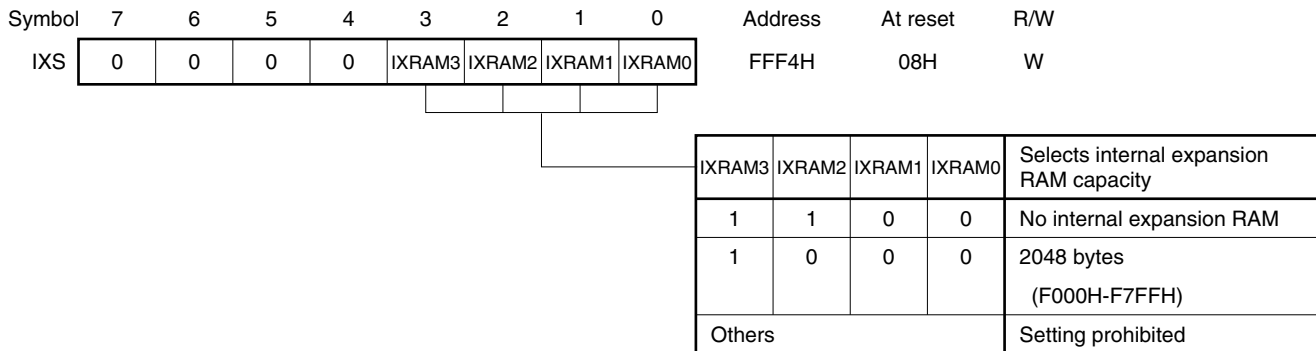 Symbol 7 6 5 4 3 2 1 0 Address At reset R/W
IXS 0 0 0 0 IXRAM3 IXRAM2 IXRAM1 IXRAM0 FFF4H 08H W
IXRAM3 IXRAM2 IXRAM1 IXRAM0 Selects internal expansion
RAM capacity
1 1 0 0 No internal expansion RAM
1 0 0 0 2048 bytes
(F000H-F7FFH)
Others Setting prohibited